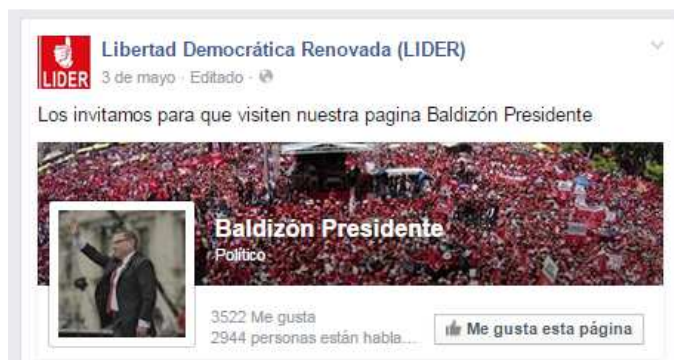 LIDER
Libertad Democrática Renovada (LIDER)
3 de mayo · Editado ·
Los invitamos para que visiten nuestra pagina Baldizón Presidente
Baldizón Presidente
Político
3522 Me gusta
2944 personas están habla...
Me gusta esta página